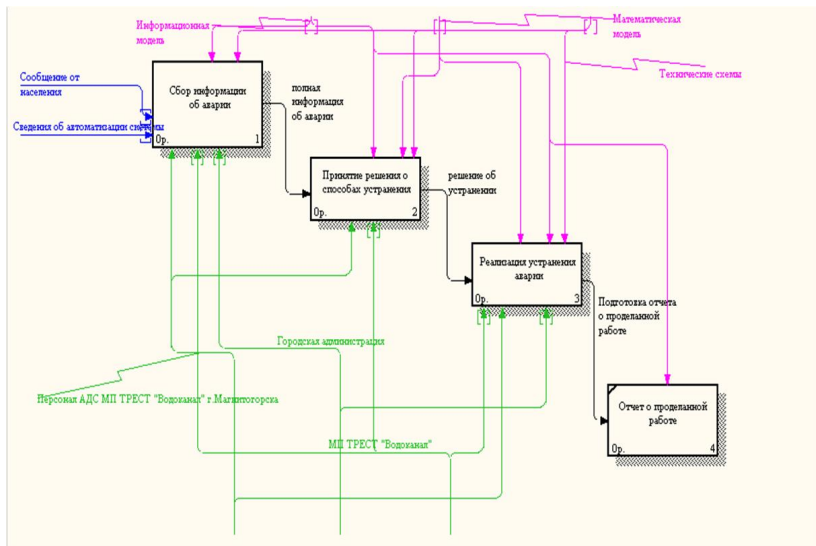 Информационная
модель
Математическая
модель
Технические схемы
Сообщение от
населения
Сведения об автоматизации системы
Сбор информации
об аварии
0р.
1
полная
информация
об аварии
Принятие решения о
способах устранения
0р.
2
решение об
устранении
Реализация устранения
аварии
0р.
3
Подготовка отчета
о проделанной
работе
Городская администрация
Персонал АДС МП ТРЕСТ "Водоканал" г.Магнитогорска
МП ТРЕСТ "Водоканал"
Отчет о проделанной
работе
0р.
4